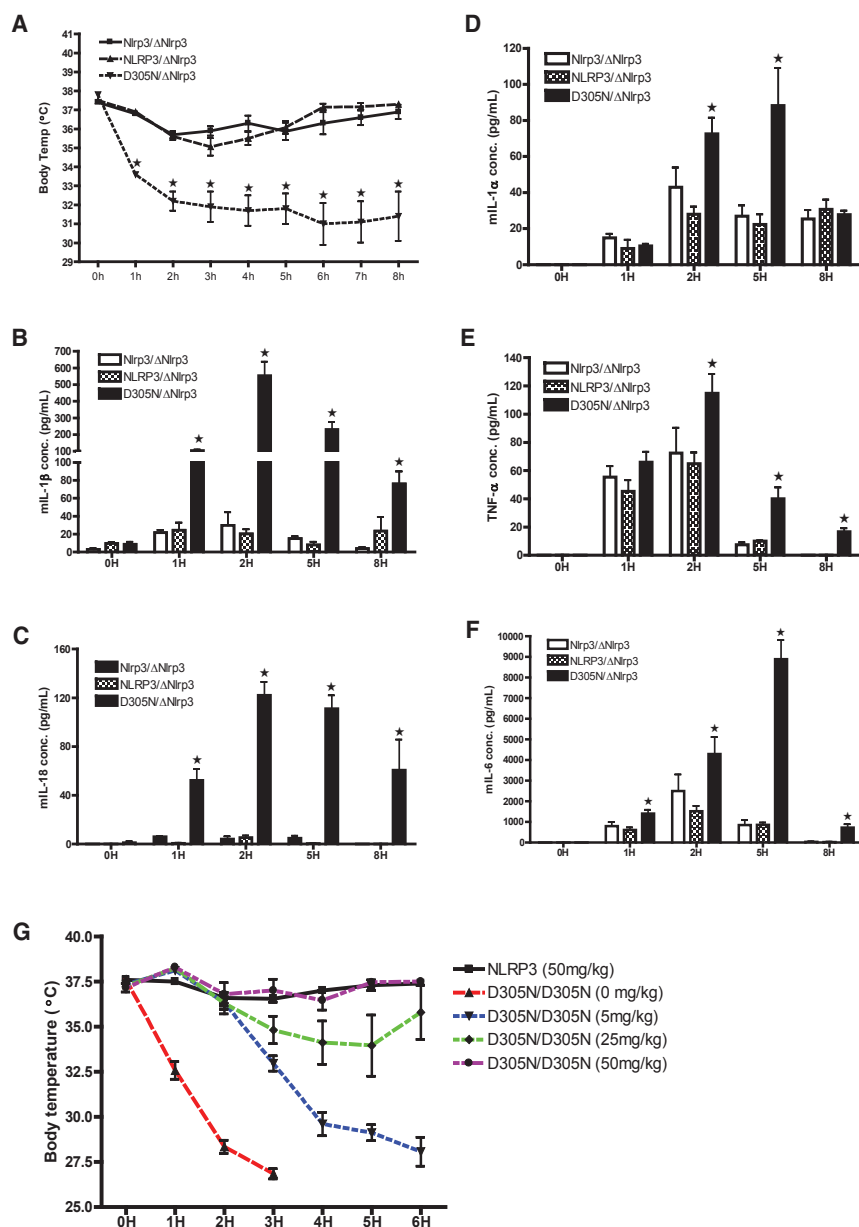 A
Nlrp3/ΔNlrp3
NLRP3/ΔNlrp3
D305N/ΔNlrp3
Body Temp (°C)
41
40
39
38
37
36
35
34
33
32
31
30
29
0h 1h 2h 3h 4h 5h 6h 7h 8h
B
Nlrp3/ΔNlrp3
NLRP3/ΔNlrp3
D305N/ΔNlrp3
mIL-1β conc. (pg/mL)
700
600
500
400
300
200
100
80
60
40
20
0
0H 1H 2H 5H 8H
C
Nlrp3/ΔNlrp3
NLRP3/ΔNlrp3
D305N/ΔNlrp3
mIL-18 conc. (pg/mL)
160
120
80
40
0
0H 1H 2H 5H 8H
D
Nlrp3/ΔNlrp3
NLRP3/ΔNlrp3
D305N/ΔNlrp3
mIL-1α conc. (pg/mL)
120
100
80
60
40
20
0
0H 1H 2H 5H 8H
E
Nlrp3/ΔNlrp3
NLRP3/ΔNlrp3
D305N/ΔNlrp3
TNF-α conc. (pg/mL)
140
120
100
80
60
40
20
0
0H 1H 2H 5H 8H
F
Nlrp3/ΔNlrp3
NLRP3/ΔNlrp3
D305N/ΔNlrp3
mIL-6 conc. (pg/mL)
10000
9000
8000
7000
6000
5000
4000
3000
2000
1000
0
0H 1H 2H 5H 8H
G
Body temperature (°C)
40.0
37.5
35.0
32.5
30.0
27.5
25.0
0H 1H 2H 3H 4H 5H 6H
NLRP3 (50mg/kg)
D305N/D305N (0 mg/kg)
D305N/D305N (5mg/kg)
D305N/D305N (25mg/kg)
D305N/D305N (50mg/kg)